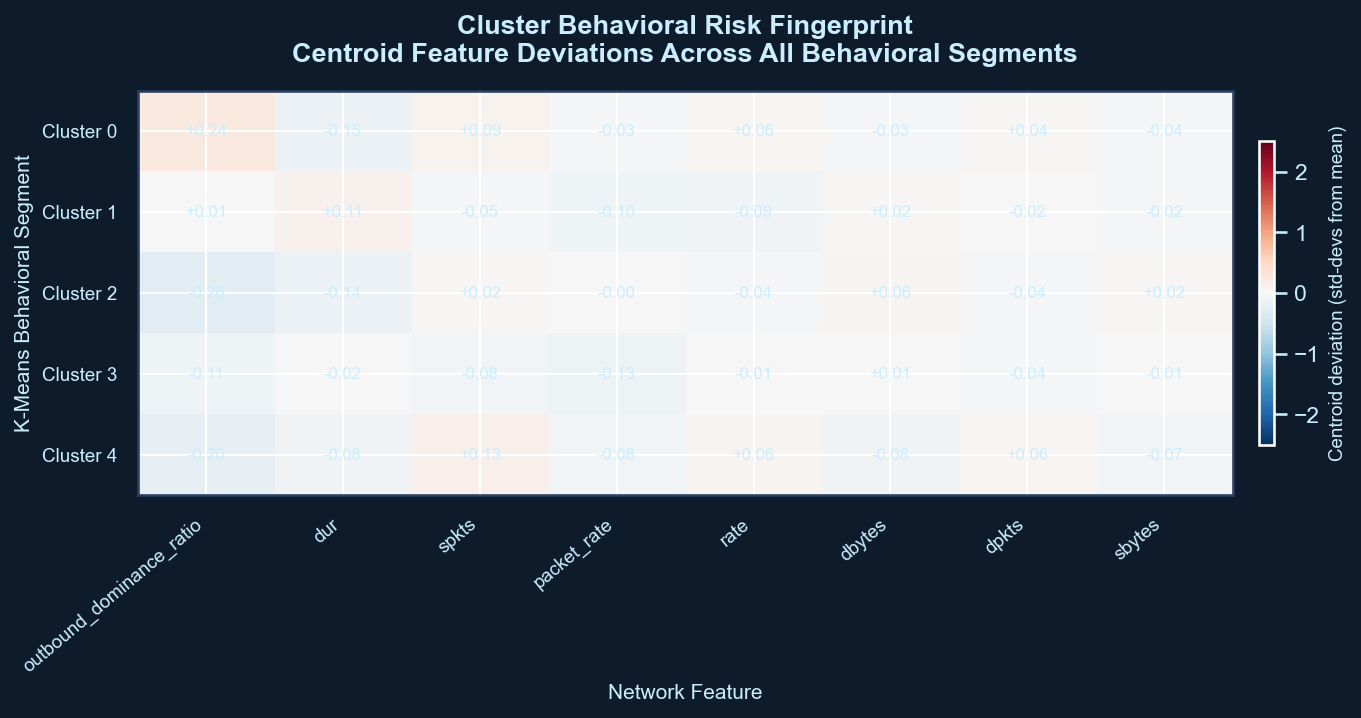 Cluster Behavioral Risk Fingerprint
Centroid Feature Deviations Across All Behavioral Segments
K-Means Behavioral Segment
Cluster 0 +0.24 -0.15 +0.09 -0.03 +0.06 -0.03 +0.04 -0.04
Cluster 1 +0.01 +0.11 -0.05 -0.10 -0.09 +0.02 -0.02 -0.02
Cluster 2 -0.14 +0.02 -0.00 -0.04 +0.06 -0.04 +0.02
Cluster 3 -0.11 -0.02 -0.08 -0.13 -0.01 +0.01 -0.04 -0.01
Cluster 4 -0.20 -0.08 +0.13 -0.08 +0.06 -0.08 +0.06 -0.07
outbound_dominance_ratio dur spkts packet_rate rate dbytes dpkts sbytes
Network Feature
2
1
0
−1
−2
Centroid deviation (std-devs from mean)